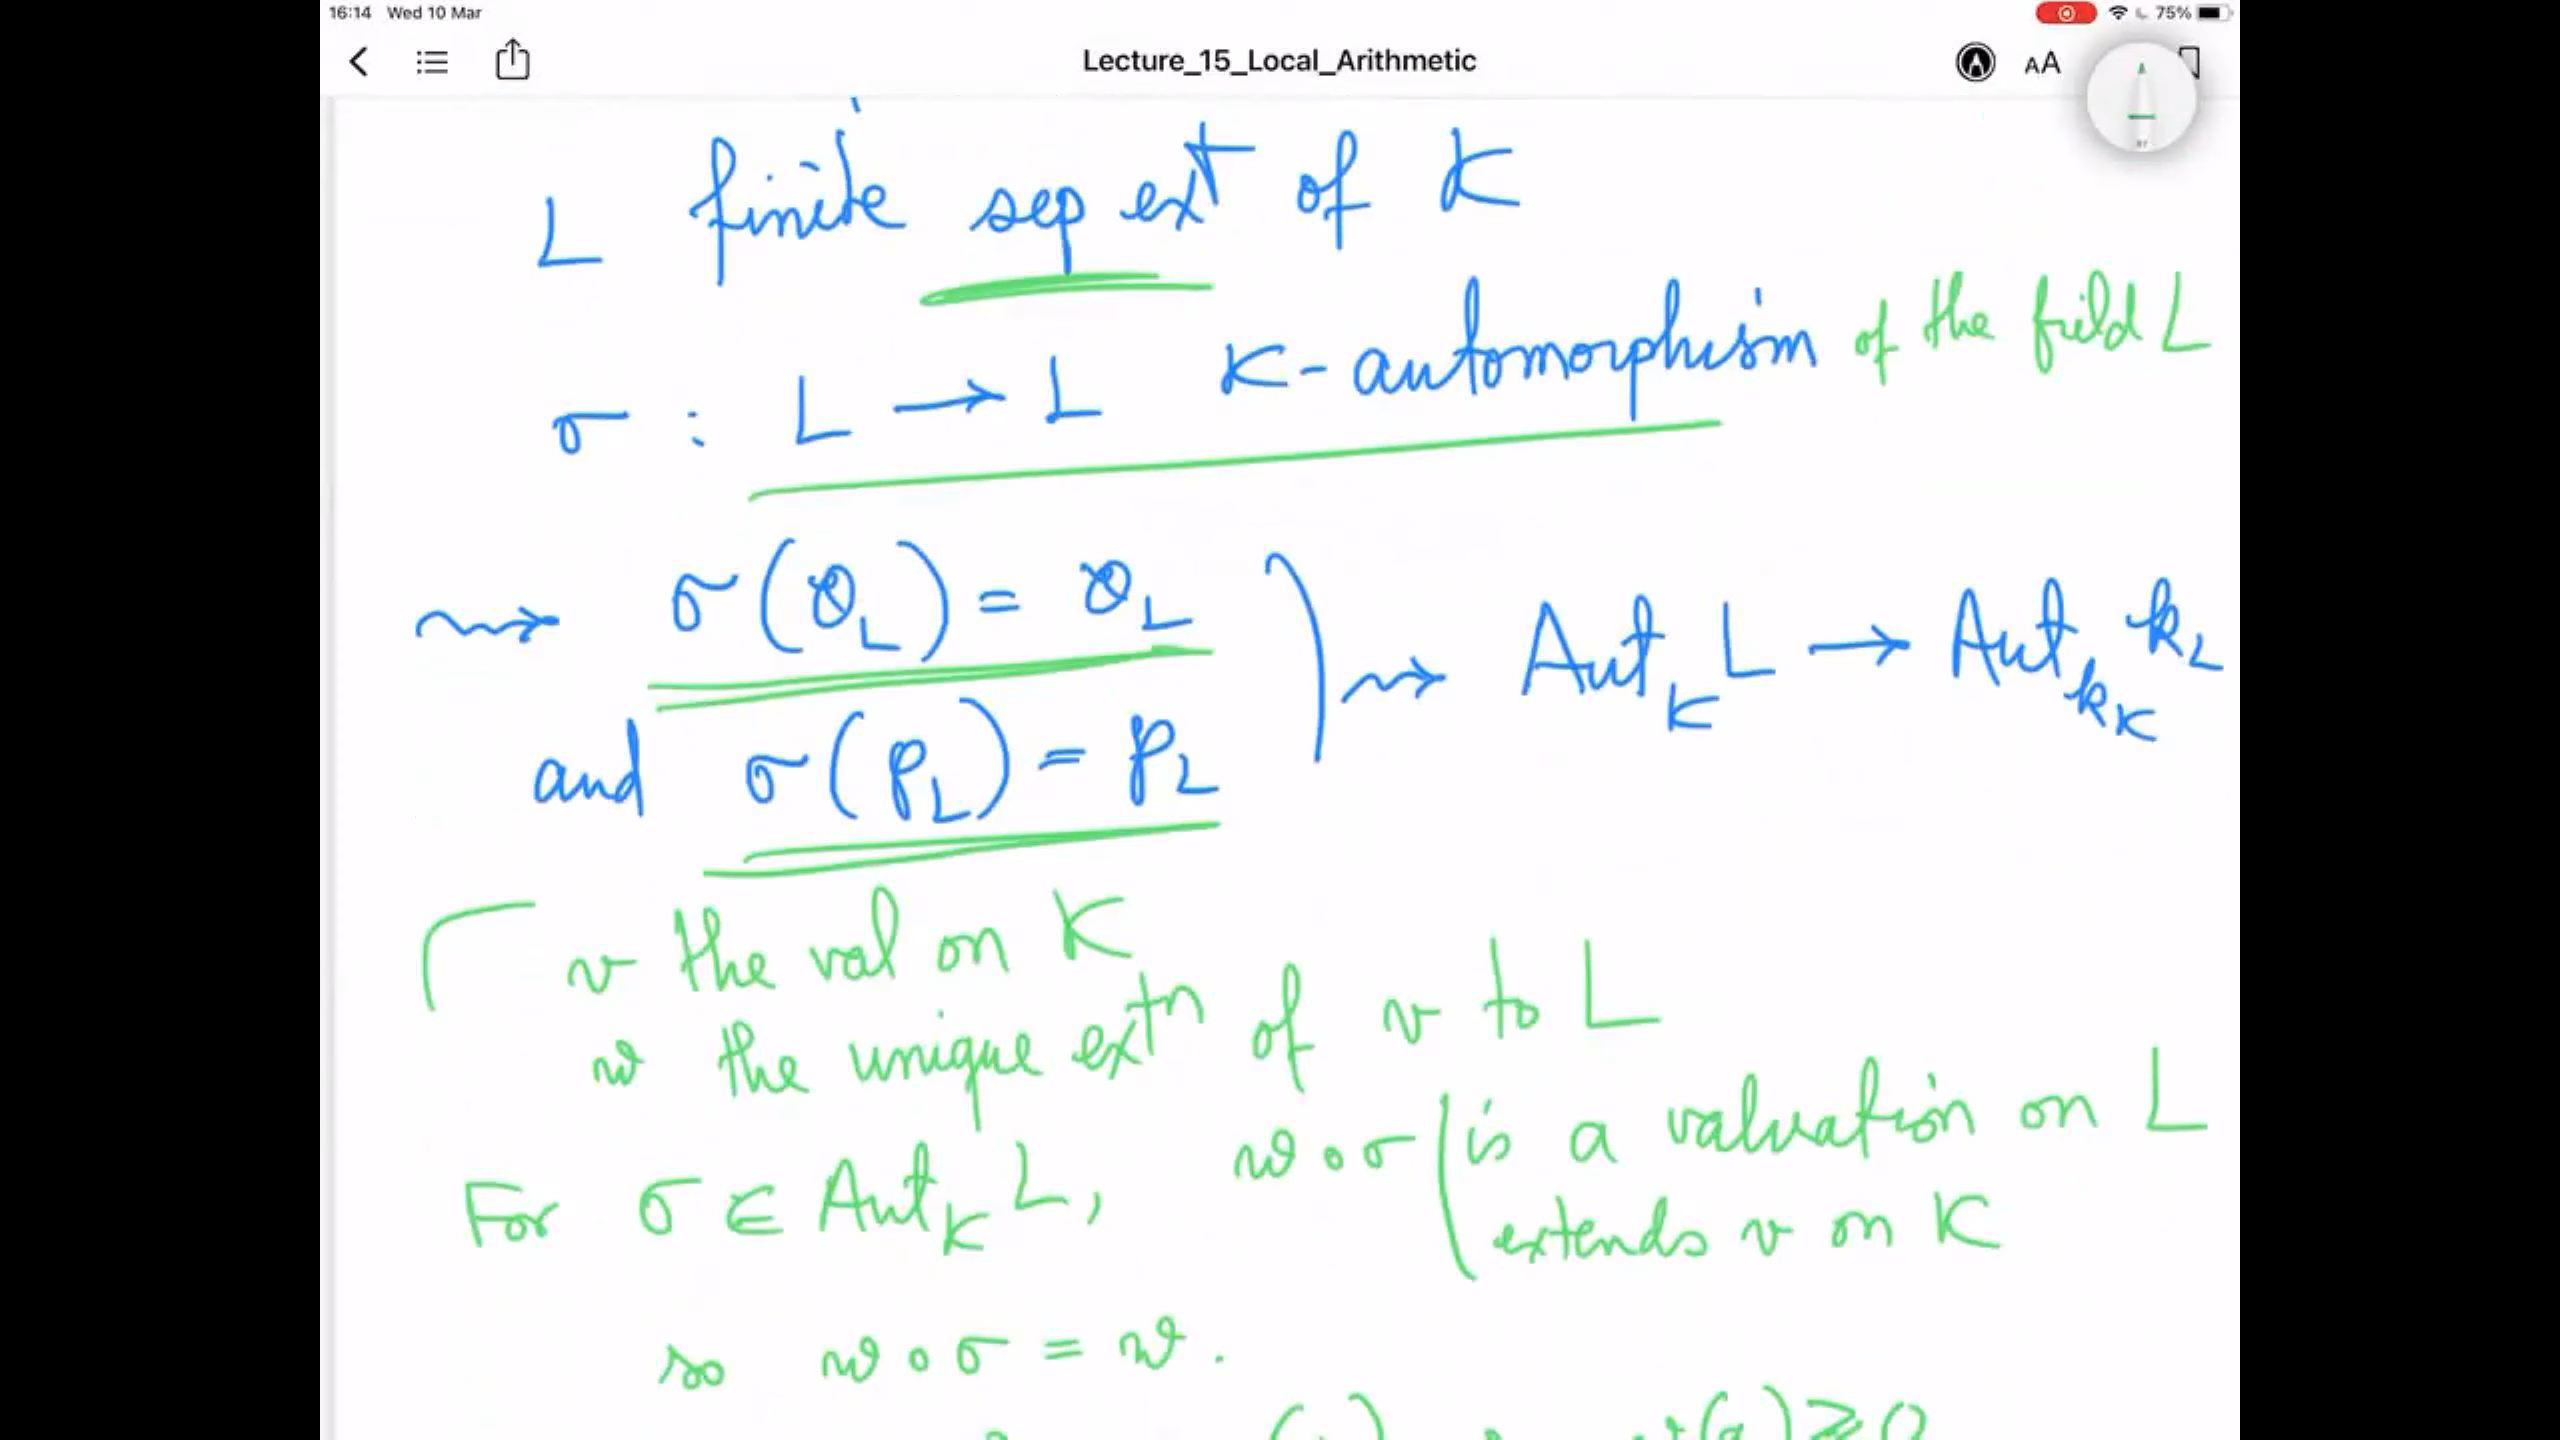 16:14 Wed 10 Mar 75%
Lecture_15_Local_Arithmetic
AA
L finite sep ext of K
σ : L → L K-automorphism of the field L
⇝ σ(O_L) = O_L
and σ(p_L) = p_L ⇝ Aut_K L → Aut_{k_K} k_L
v the val on K
w the unique extn of v to L
For σ ∈ Aut_K L, w∘σ is a valuation on L
extends v on K
so w∘σ = w.